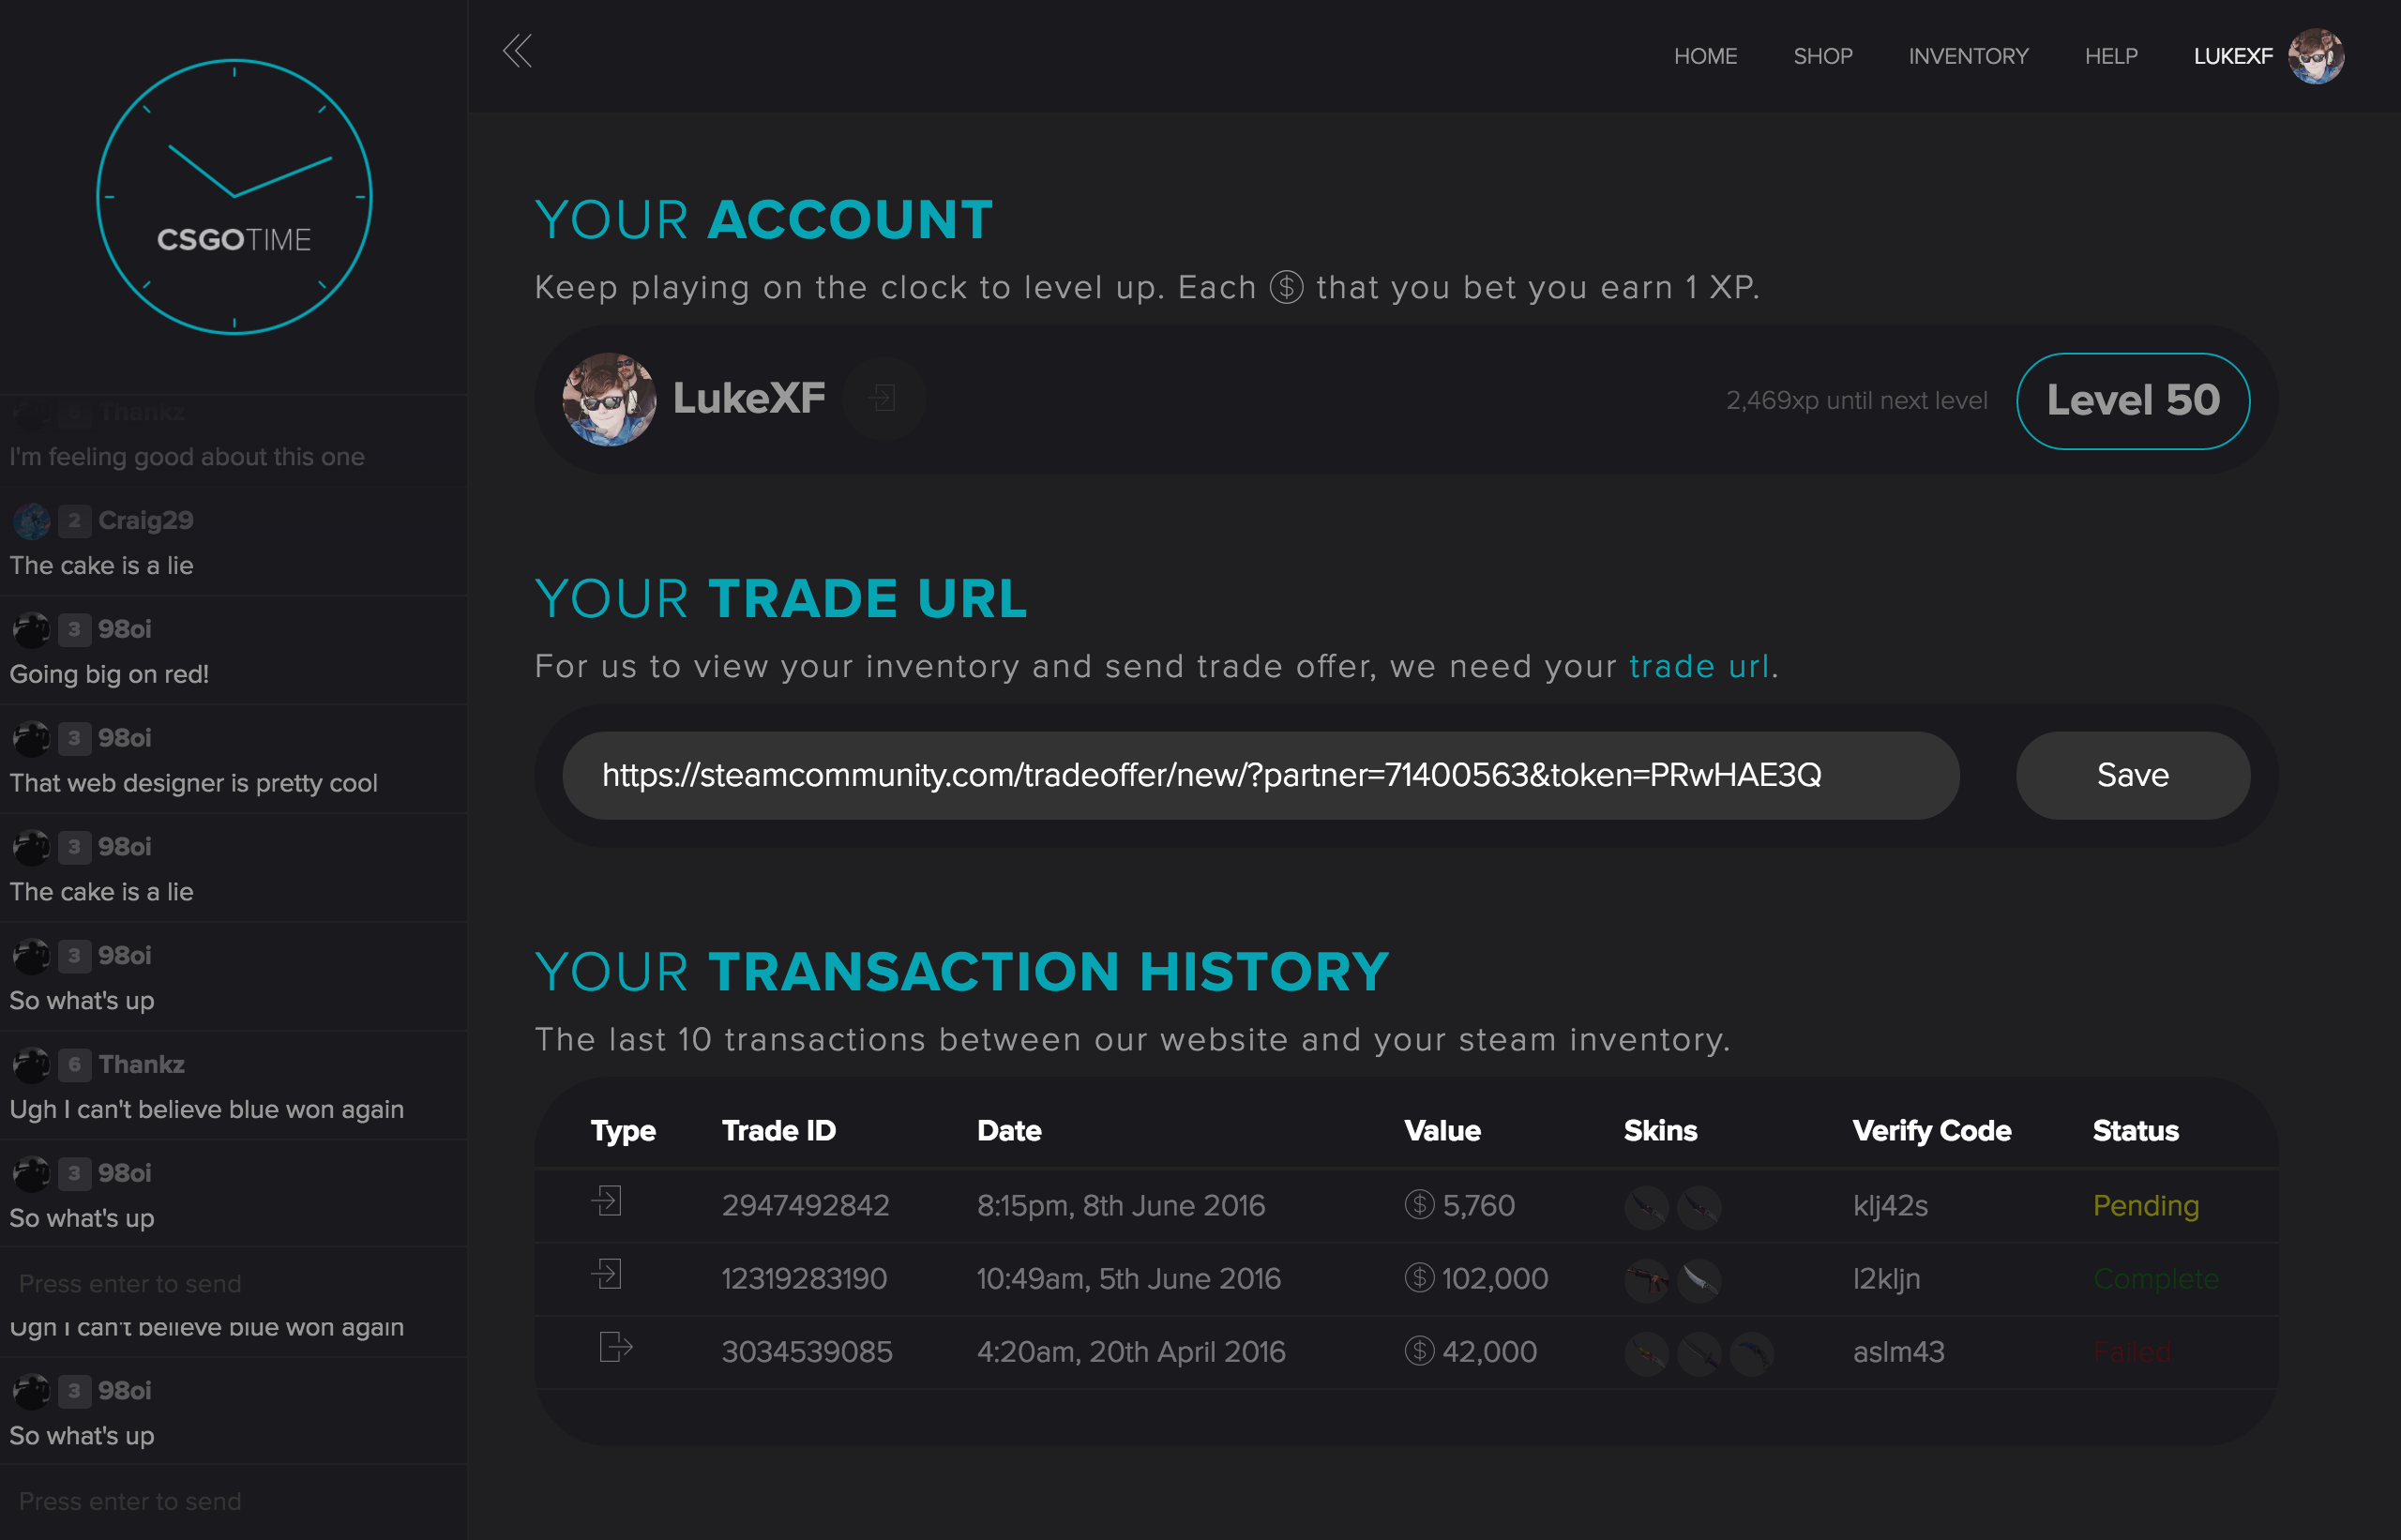 CSGOTIME
Thankz
I'm feeling good about this one
2 Craig29
The cake is a lie
3 98oi
Going big on red!
3 98oi
That web designer is pretty cool
3 98oi
The cake is a lie
3 98oi
So what's up
6 Thankz
Ugh I can't believe blue won again
3 98oi
So what's up
Press enter to send
Ugh I can't believe blue won again
3 98oi
So what's up
Press enter to send
HOME SHOP INVENTORY HELP LUKEXF
YOUR ACCOUNT
Keep playing on the clock to level up. Each $ that you bet you earn 1 XP.
LukeXF 2,469xp until next level Level 50
YOUR TRADE URL
For us to view your inventory and send trade offer, we need your trade url.
https://steamcommunity.com/tradeoffer/new/?partner=71400563&token=PRwHAE3Q Save
YOUR TRANSACTION HISTORY
The last 10 transactions between our website and your steam inventory.
Type Trade ID Date Value Skins Verify Code Status
2947492842 8:15pm, 8th June 2016 $ 5,760 klj42s Pending
12319283190 10:49am, 5th June 2016 $ 102,000 l2kljn Complete
3034539085 4:20am, 20th April 2016 $ 42,000 aslm43 Failed